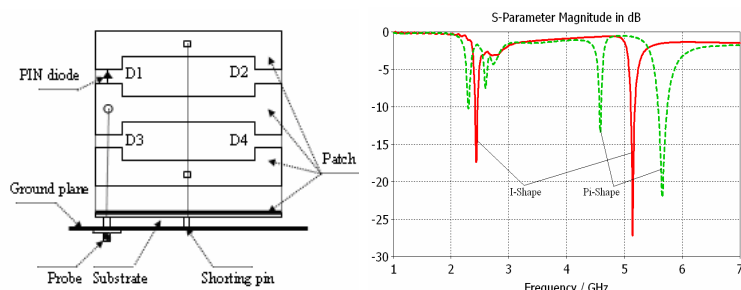 PIN diode
D1
D2
D3
D4
Patch
Ground plane
Probe
Substrate
Shorting pin
S-Parameter Magnitude in dB
0
-5
-10
-15
-20
-25
-30
I-Shape
Pi-Shape
1
2
3
4
5
6
7
Frequency / GHz